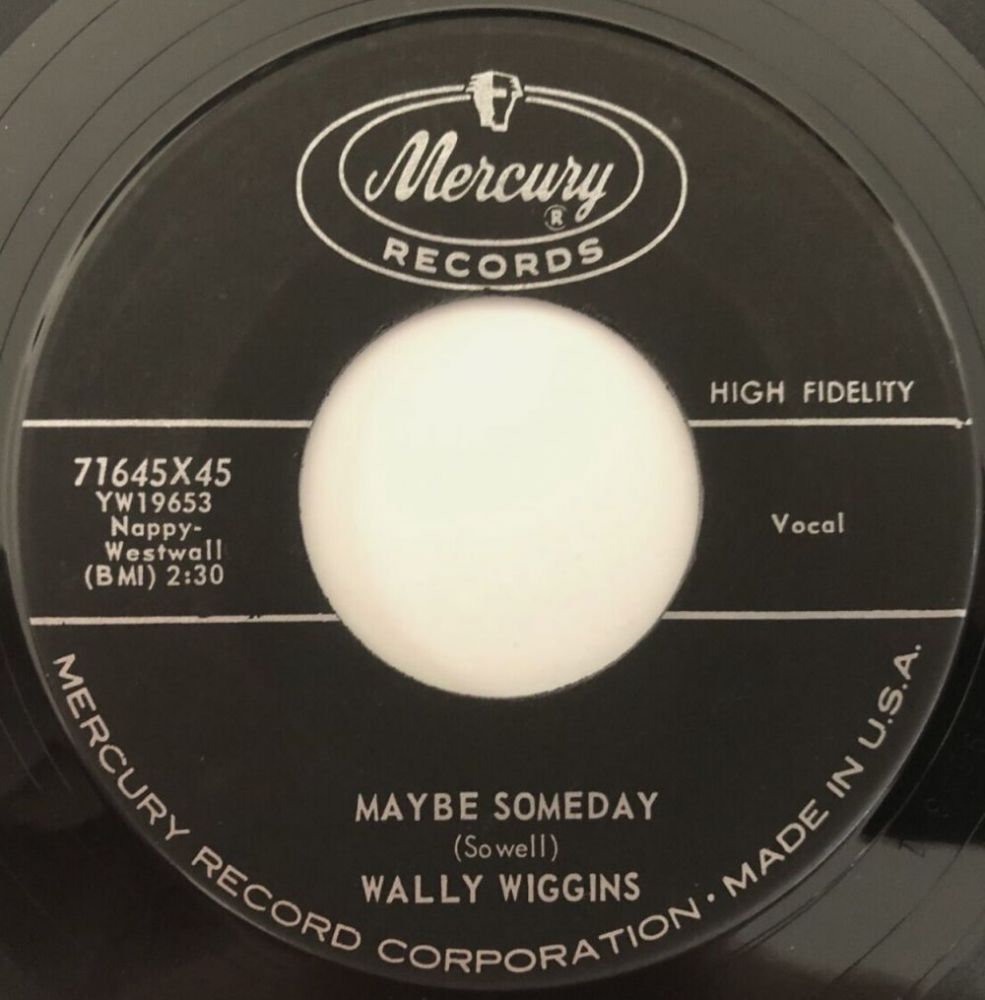 Mercury
®
RECORDS
HIGH FIDELITY
71645X45
YW19653
Nappy-
Westwall
(BMI) 2:30
Vocal
MAYBE SOMEDAY
(Sowell)
WALLY WIGGINS
MERCURY RECORD CORPORATION · MADE IN U.S.A.